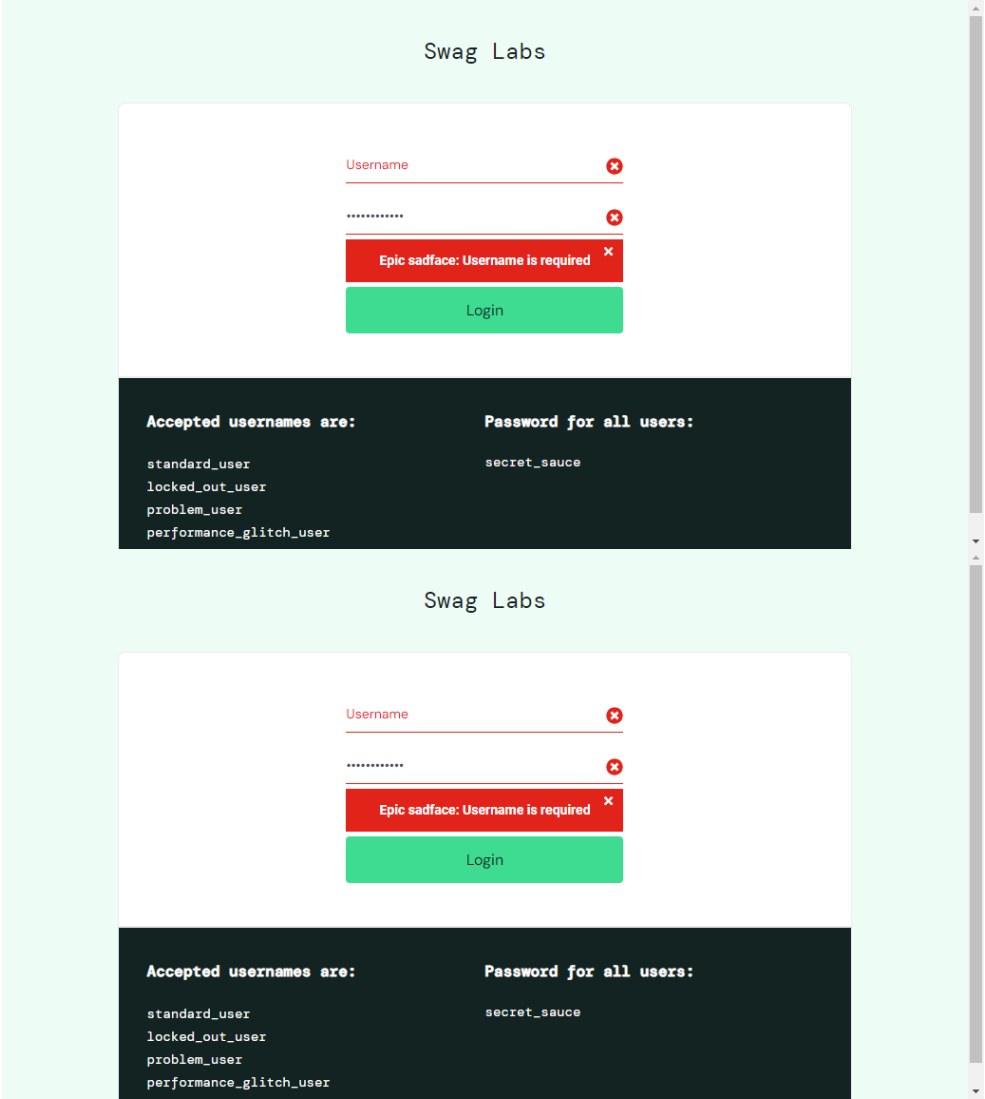 Swag Labs
Username
••••••••••••
Epic sadface: Username is required
Login
Accepted usernames are:
Password for all users:
standard_user
secret_sauce
locked_out_user
problem_user
performance_glitch_user
Swag Labs
Username
••••••••••••
Epic sadface: Username is required
Login
Accepted usernames are:
Password for all users:
standard_user
secret_sauce
locked_out_user
problem_user
performance_glitch_user